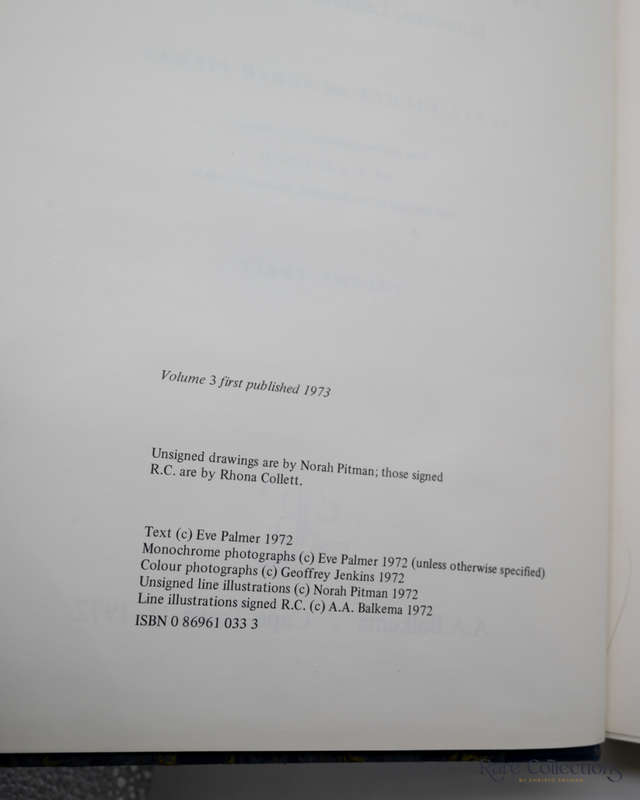 Volume 3 first published 1973
Unsigned drawings are by Norah Pitman; those signed
R.C. are by Rhona Collett.
Text (c) Eve Palmer 1972
Monochrome photographs (c) Eve Palmer 1972 (unless otherwise specified)
Colour photographs (c) Geoffrey Jenkins 1972
Unsigned line illustrations (c) Norah Pitman 1972
Line illustrations signed R.C. (c) A.A. Balkema 1972
ISBN 0 86961 033 3
Rare Collections